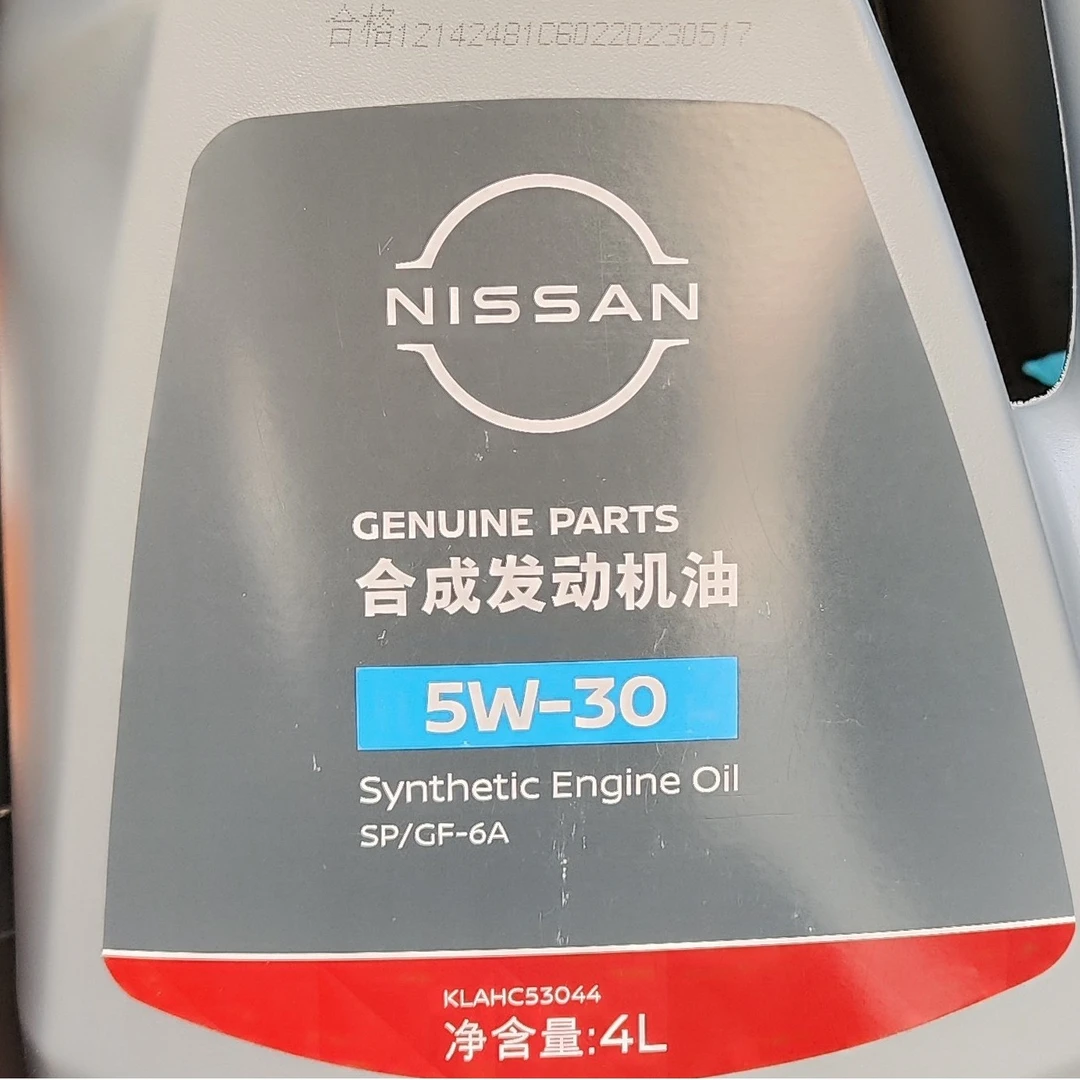 合格12142481C60220230517
NISSAN
GENUINE PARTS
合成发动机油
5W-30
Synthetic Engine Oil
SP/GF-6A
KLAHC53044
净含量:4L